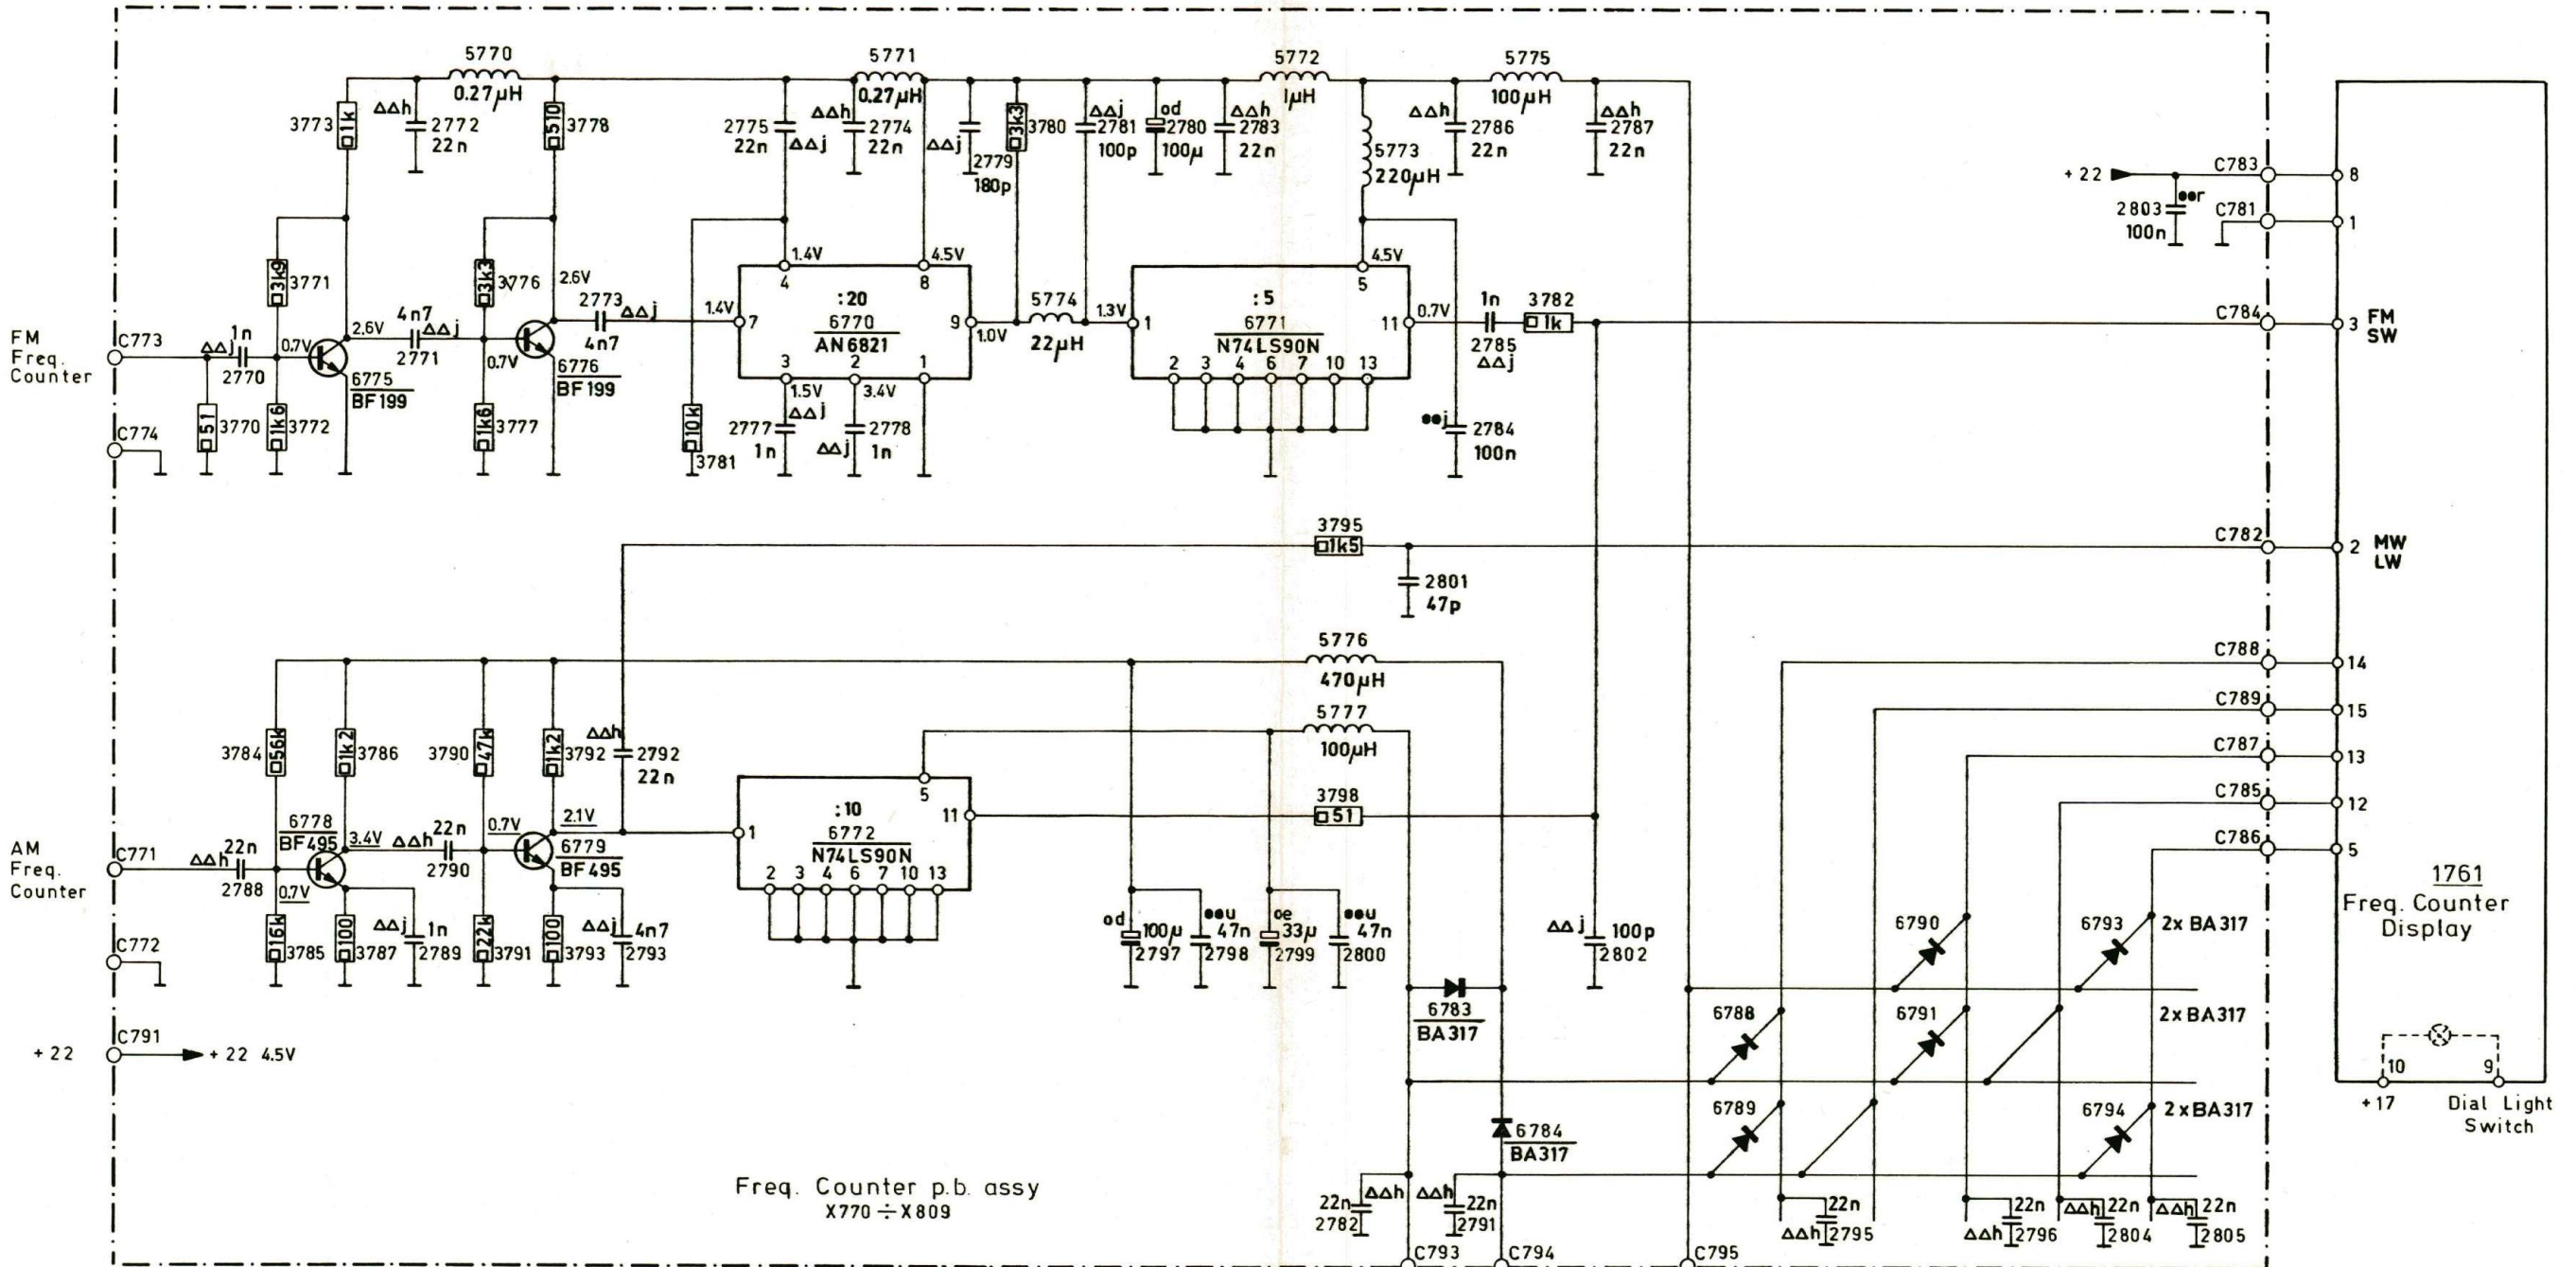 5770
0.27µH
5771
0.27µH
5772
1µH
5775
100µH
3773
1k
ΔΔh
2772
22n
510
3778
2775
22n
ΔΔj
ΔΔh
2774
22n
ΔΔj
2779
180p
3k3
3780
ΔΔj
2781
100p
od
2780
100µ
ΔΔh
2783
22n
5773
220µH
ΔΔh
2786
22n
ΔΔh
2787
22n
+22
C783
8
2803
100n
C781
1
3k9
3771
3k3
3776
2.6V
2773
ΔΔj
4n7
1.4V
4
4.5V
8
:20
6770
AN6821
1.4V
7
9
1.0V
3
2
1
1.5V
3.4V
5774
22µH
1.3V
1
4.5V
5
:5
6771
N74LS90N
11
2 3 4 6 7 10 13
0.7V
1n
2785
ΔΔj
3782
1k
C784
3
FM
SW
FM
Freq.
Counter
C773
ΔΔj
1n
2770
0.7V
2.6V
4n7
ΔΔj
2771
0.7V
6775
BF199
6776
BF199
C774
51
3770
1k6
3772
1k6
3777
10k
3781
ΔΔj
2777
1n
2778
ΔΔj
1n
2784
100n
3795
1k5
C782
2
MW
LW
2801
47p
5776
470µH
C788
14
C789
15
5777
100µH
C787
13
3784
56k
1k2
3786
3790
47k
1k2
3792
ΔΔh
2792
22n
5
:10
6772
N74LS90N
1
11
2 3 4 6 7 10 13
3798
51
C785
12
C786
5
AM
Freq.
Counter
C771
ΔΔh
22n
2788
6778
BF495
0.7V
3.4V
ΔΔh
22n
2790
0.7V
2.1V
6779
BF495
C772
16k
3785
100
3787
ΔΔj
1n
2789
22k
3791
100
3793
ΔΔj
4n7
2793
od
100µ
2797
47n
2798
oe
33µ
2799
47n
2800
ΔΔj
100p
2802
1761
Freq. Counter
Display
6790
6793
2x BA317
6783
BA317
6788
6791
2x BA317
+22
C791
+22 4.5V
10
9
+17
Dial Light
Switch
6784
BA317
6789
6794
2xBA317
Freq. Counter p.b. assy
X770÷X809
22n
ΔΔh
2782
ΔΔh
22n
2791
22n
ΔΔh
2795
22n
ΔΔh
2796
ΔΔh
22n
2804
ΔΔh
22n
2805
C793
C794
C795